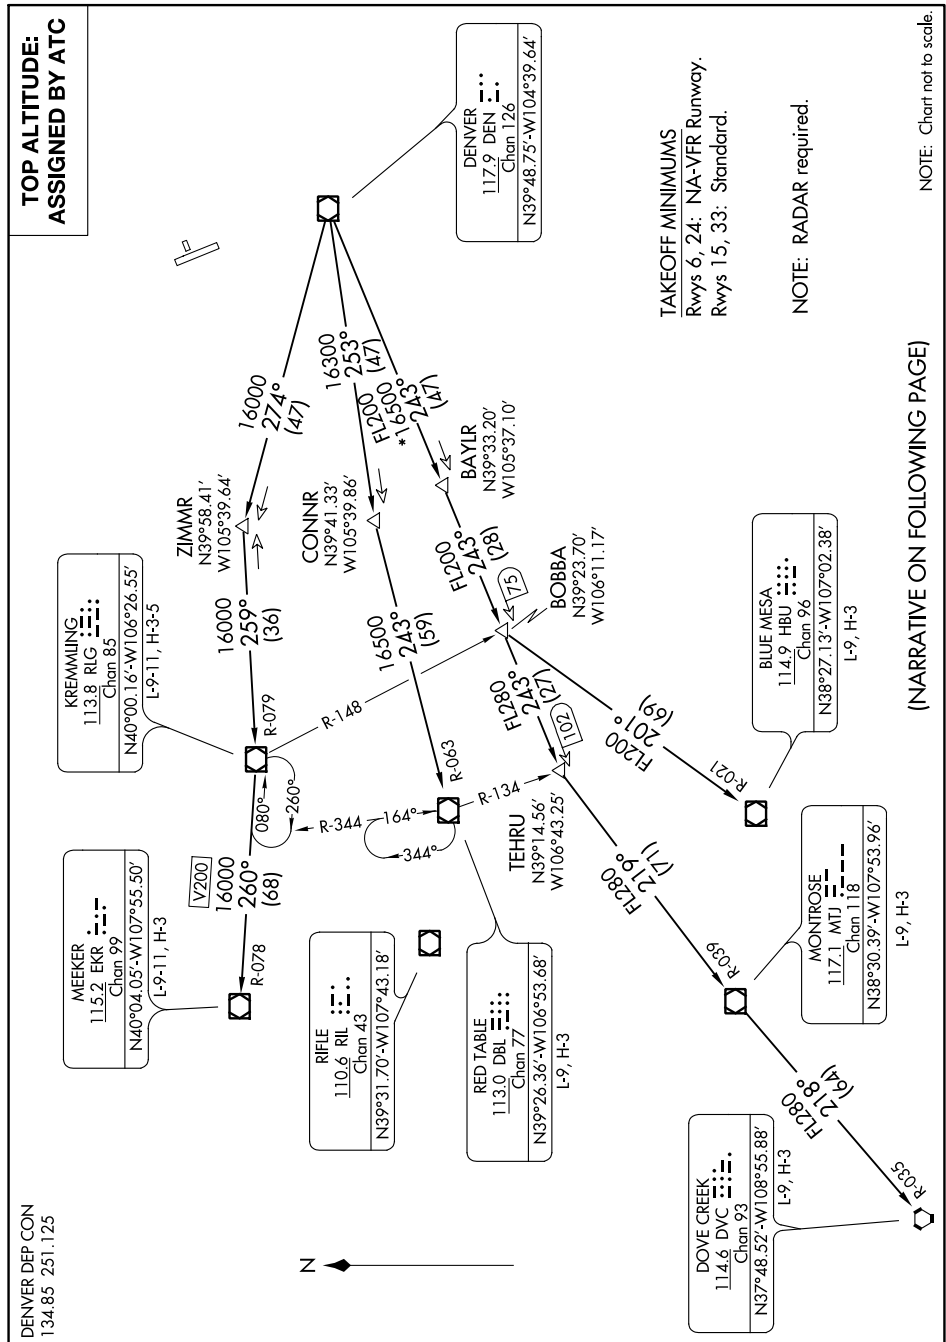 TOP ALTITUDE:
ASSIGNED BY ATC
DENVER DEP CON
134.85 251.125
DENVER
117.9 DEN
Chan 126
N39°48.75'-W104°39.64'
TAKEOFF MINIMUMS
Rwys 6, 24: NA-VFR Runway.
Rwys 15, 33: Standard.
NOTE: RADAR required.
NOTE: Chart not to scale.
(NARRATIVE ON FOLLOWING PAGE)
16000
274°
(47)
16300
253°
(47)
FL200
*16500
243°
(47)
ZIMMR
N39°58.41'
W105°39.64'
CONNR
N39°41.33'
W105°39.86'
BAYLR
N39°33.20'
W105°37.10'
16000
259°
(36)
16500
243°
(59)
FL200
243°
(28)
75
BOBBA
N39°23.70'
W106°11.17'
KREMMLING
113.8 RLG
Chan 85
N40°00.16'-W106°26.55'
L-9-11, H-3-5
R-079
R-148
R-063
FL280
243°
(27)
102
FL200
201°
(69)
R-021
BLUE MESA
114.9 HBU
Chan 96
N38°27.13'-W107°02.38'
L-9, H-3
080°
260°
R-344
164°
344°
R-134
TEHRU
N39°14.56'
W106°43.25'
V200
16000
260°
(68)
R-078
MEEKER
115.2 EKR
Chan 99
N40°04.05'-W107°55.50'
L-9-11, H-3
RIFLE
110.6 RIL
Chan 43
N39°31.70'-W107°43.18'
RED TABLE
113.0 DBL
Chan 77
N39°26.36'-W106°53.68'
L-9, H-3
FL280
219°
(71)
R-039
MONTROSE
117.1 MTJ
Chan 118
N38°30.39'-W107°53.96'
L-9, H-3
FL280
218°
(64)
R-035
DOVE CREEK
114.6 DVC
Chan 93
N37°48.52'-W108°55.88'
L-9, H-3
N